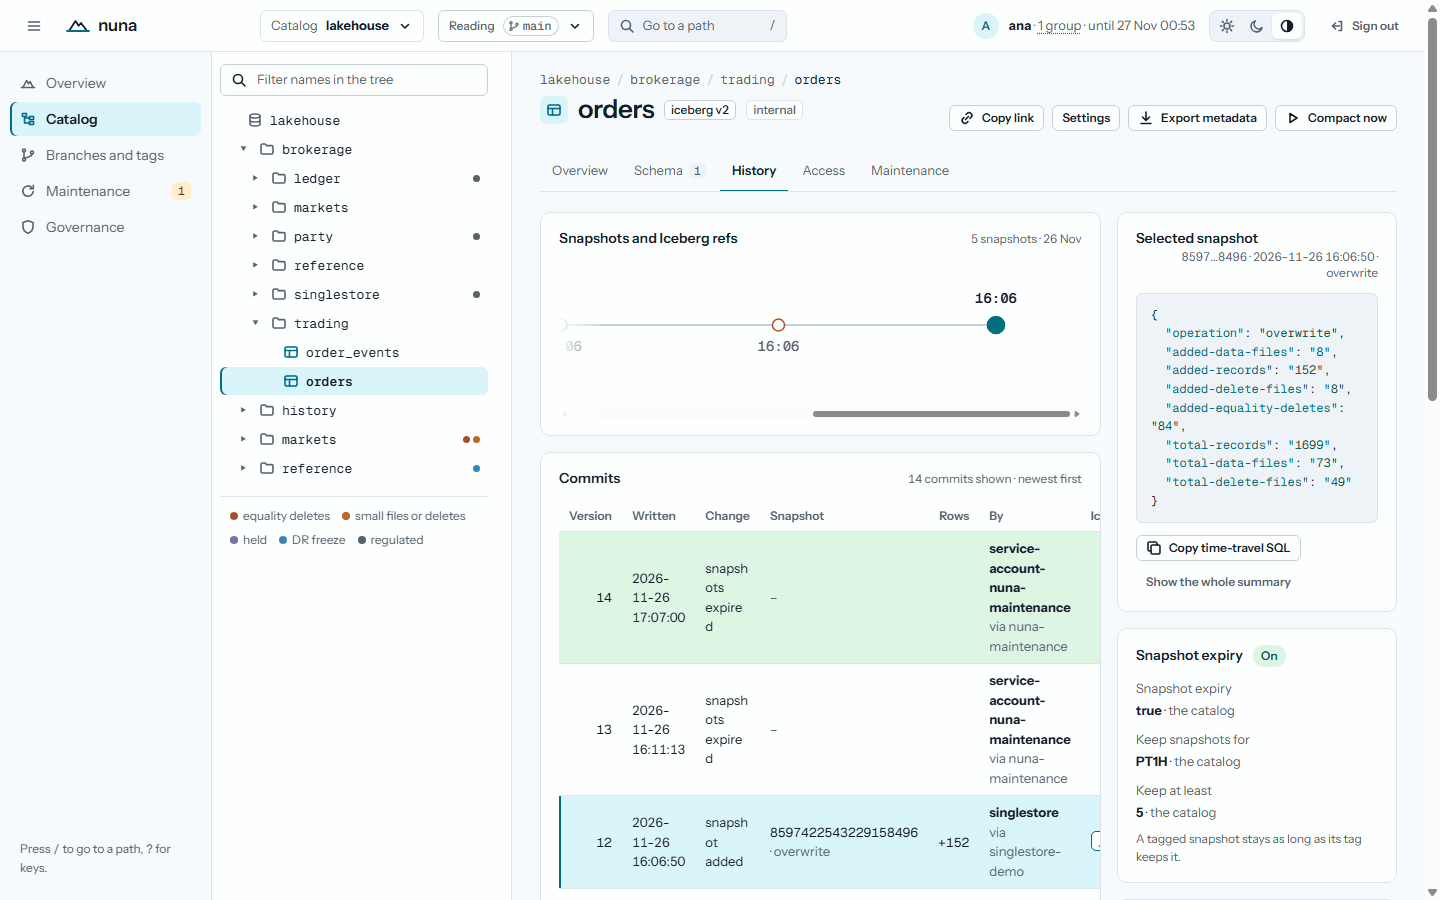 nuna
Catalog lakehouse
Reading main
Go to a path /
A ana · 1 group · until 27 Nov 00:53
Sign out
Overview
Catalog
Branches and tags
Maintenance 1
Governance
Press / to go to a path, ? for
keys.
Filter names in the tree
lakehouse
brokerage
ledger
markets
party
reference
singlestore
trading
order_events
orders
history
markets
reference
equality deletes small files or deletes
held DR freeze regulated
lakehouse / brokerage / trading / orders
orders iceberg v2 internal
Copy link Settings Export metadata Compact now
Overview Schema 1 History Access Maintenance
Snapshots and Iceberg refs 5 snapshots · 26 Nov
16:06
06 16:06
Commits 14 commits shown · newest first
Version Written Change Snapshot Rows By Ic
14 2026-11-26 17:07:00 snapshots expired – service-account-nuna-maintenance via nuna-maintenance
13 2026-11-26 16:11:13 snapshots expired – service-account-nuna-maintenance via nuna-maintenance
12 2026-11-26 16:06:50 snapshot added 8597422543229158496 · overwrite +152 singlestore via singlestore-demo
Selected snapshot
8597…8496 · 2026-11-26 16:06:50 ·
overwrite
{
"operation": "overwrite",
"added-data-files": "8",
"added-records": "152",
"added-delete-files": "8",
"added-equality-deletes":
"84",
"total-records": "1699",
"total-data-files": "73",
"total-delete-files": "49"
}
Copy time-travel SQL
Show the whole summary
Snapshot expiry On
Snapshot expiry
true · the catalog
Keep snapshots for
PT1H · the catalog
Keep at least
5 · the catalog
A tagged snapshot stays as long as its tag
keeps it.